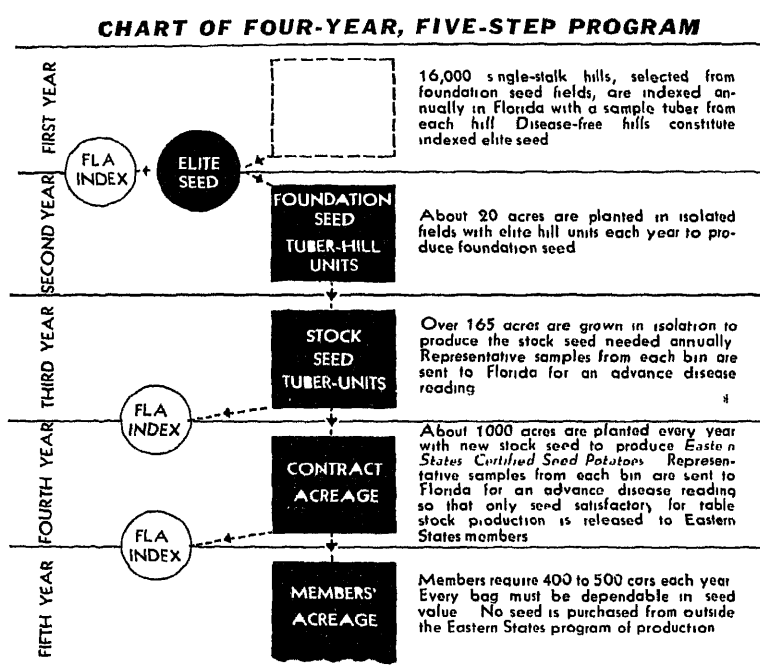 CHART OF FOUR-YEAR, FIVE-STEP PROGRAM
FIRST YEAR
FLA
INDEX
ELITE
SEED
16,000 single-stalk hills, selected from
foundation seed fields, are indexed an-
nually in Florida with a sample tuber from
each hill Disease-free hills constitute
indexed elite seed
SECOND YEAR
FOUNDATION
SEED
TUBER-HILL
UNITS
About 20 acres are planted in isolated
fields with elite hill units each year to pro-
duce foundation seed
THIRD YEAR
STOCK
SEED
TUBER-UNITS
Over 165 acres are grown in isolation to
produce the stock seed needed annually
Representative samples from each bin are
sent to Florida for an advance disease
reading
FLA
INDEX
FOURTH YEAR
CONTRACT
ACREAGE
About 1000 acres are planted every year
with new stock seed to produce Eastern
States Certified Seed Potatoes Represen-
tative samples from each bin are sent to
Florida for an advance disease reading
so that only seed satisfactory for table
stock production is released to Eastern
States members
FLA
INDEX
FIFTH YEAR
MEMBERS'
ACREAGE
Members require 400 to 500 cars each year
Every bag must be dependable in seed
value No seed is purchased from outside
the Eastern States program of production